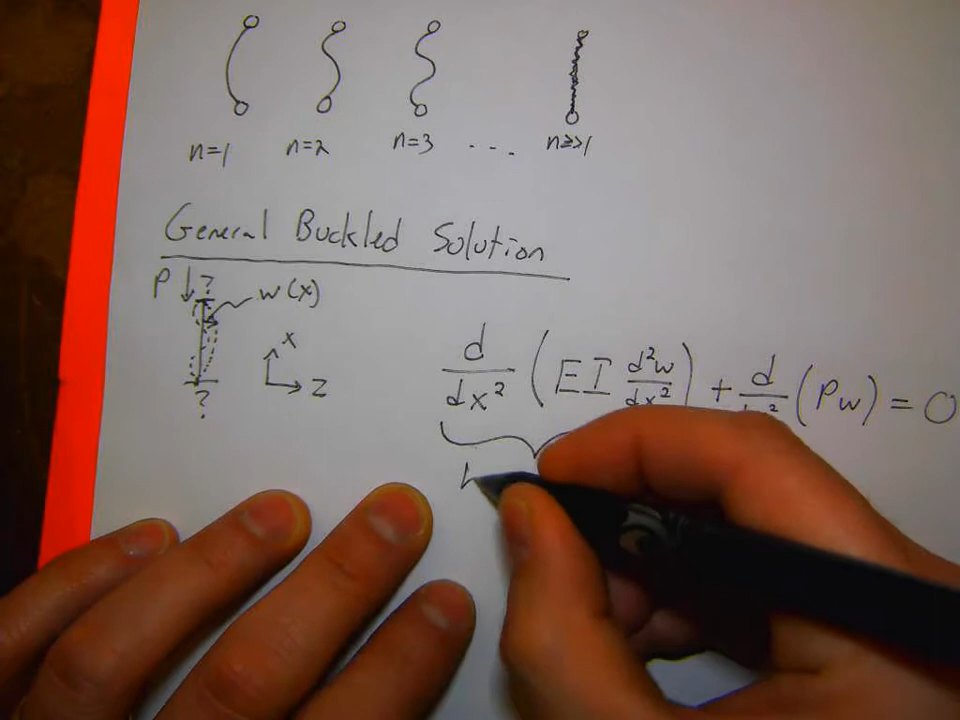 n=1 n=2 n=3 ... n>>1
General Buckled Solution
P ↓ ? w(x)
x
z
?
d/dx² (EI d²w/dx²) + d/dx² (Pw) = 0